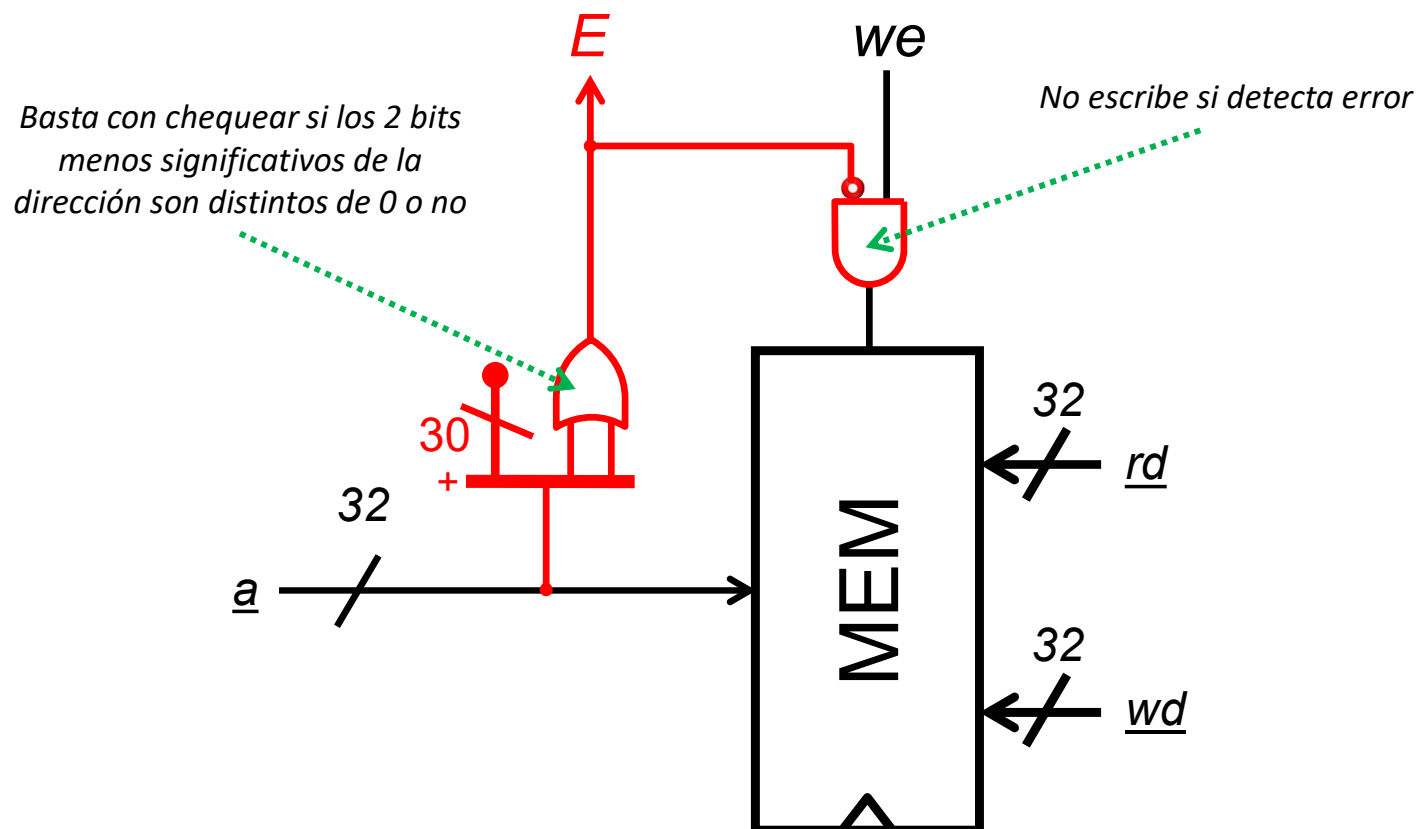 E
we
Basta con chequear si los 2 bits
menos significativos de la
dirección son distintos de 0 o no
No escribe si detecta error
30
+
32
a
MEM
32
rd
32
wd